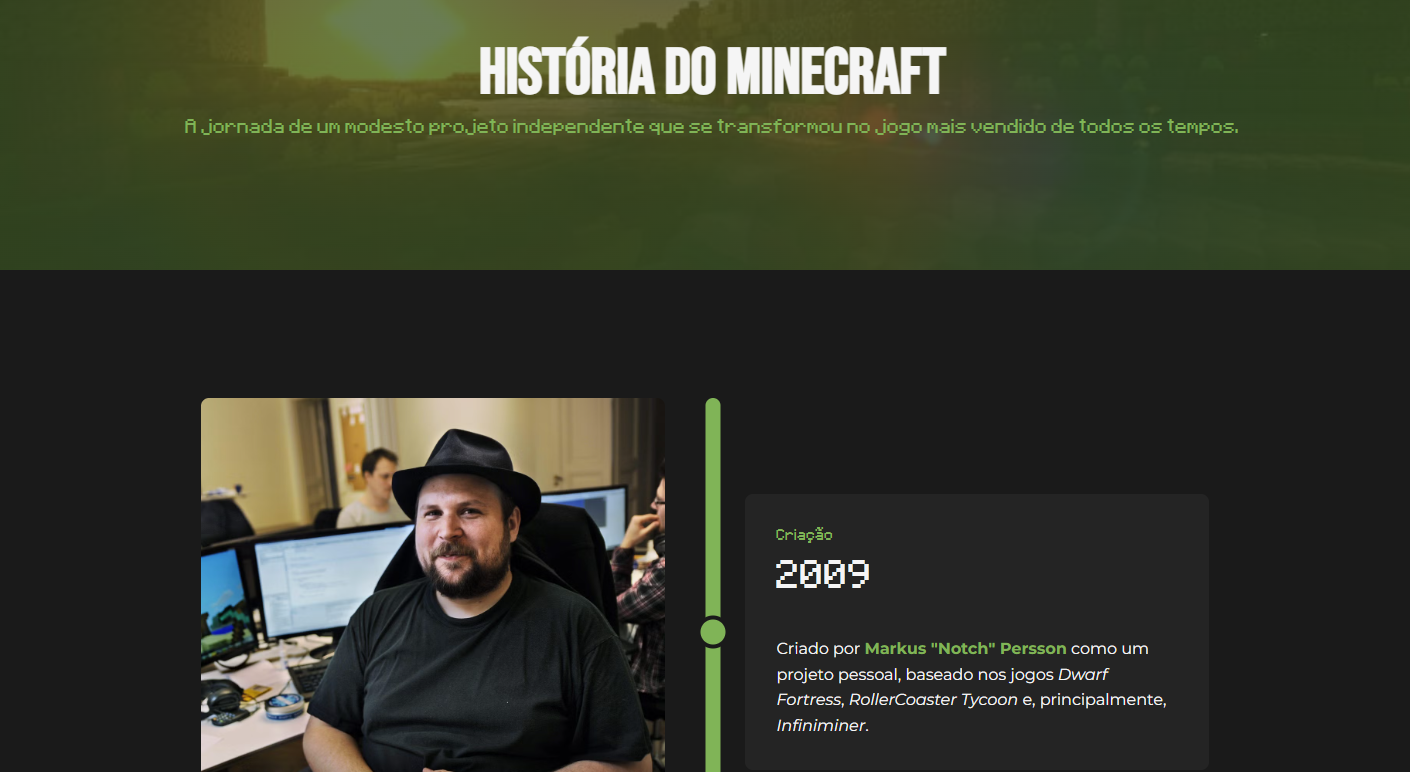 HISTÓRIA DO MINECRAFT
A jornada de um modesto projeto independente que se transformou no jogo mais vendido de todos os tempos.
Criação
2009
Criado por Markus "Notch" Persson como um
projeto pessoal, baseado nos jogos Dwarf
Fortress, RollerCoaster Tycoon e, principalmente,
Infiniminer.